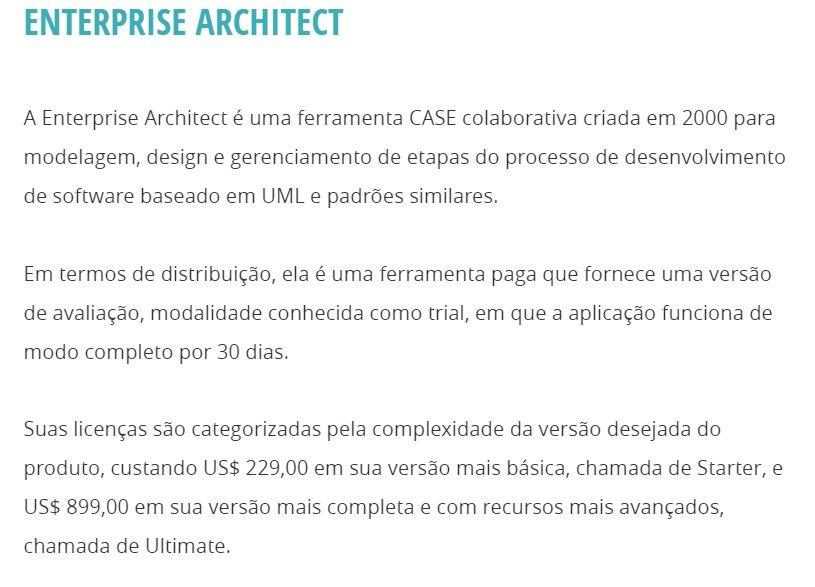 ENTERPRISE ARCHITECT
A Enterprise Architect é uma ferramenta CASE colaborativa criada em 2000 para
modelagem, design e gerenciamento de etapas do processo de desenvolvimento
de software baseado em UML e padrões similares.
Em termos de distribuição, ela é uma ferramenta paga que fornece uma versão
de avaliação, modalidade conhecida como trial, em que a aplicação funciona de
modo completo por 30 dias.
Suas licenças são categorizadas pela complexidade da versão desejada do
produto, custando US$ 229,00 em sua versão mais básica, chamada de Starter, e
US$ 899,00 em sua versão mais completa e com recursos mais avançados,
chamada de Ultimate.